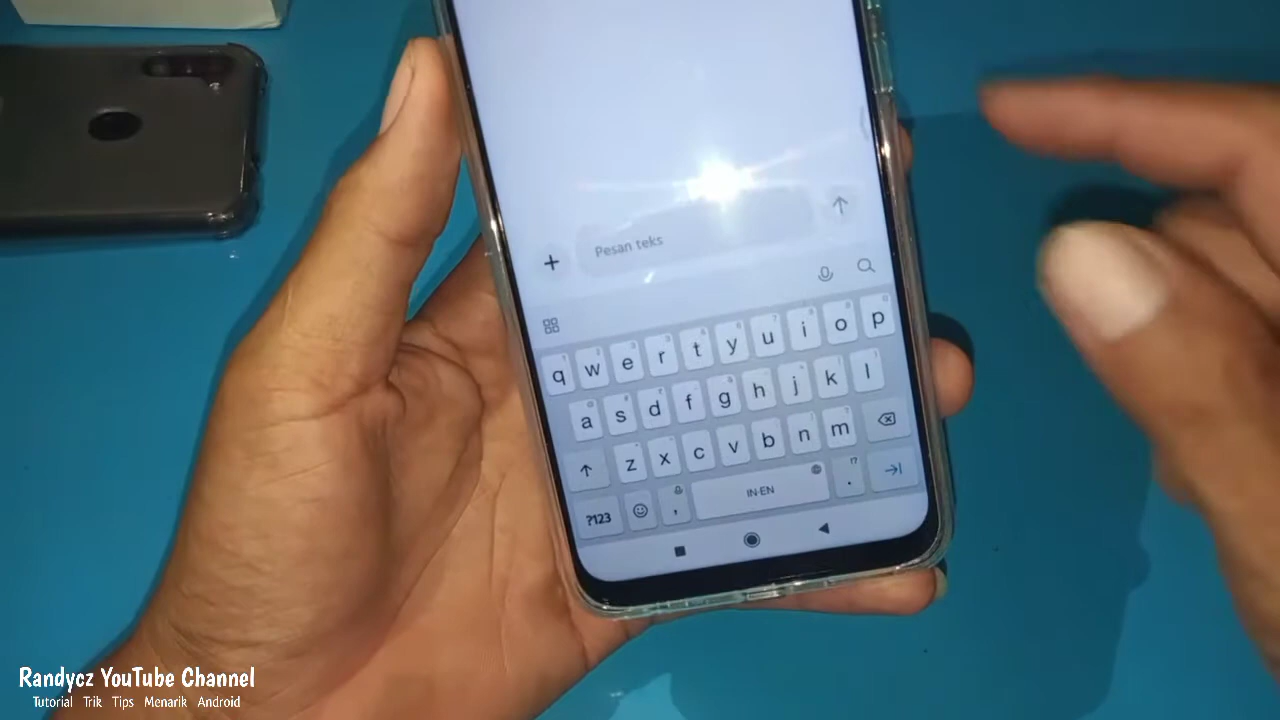 Pesan teks
q w e r t y u i o p
a s d f g h j k l
z x c v b n m
?123 , IN-EN .
Randycz YouTube Channel
Tutorial Trik Tips Menarik Android